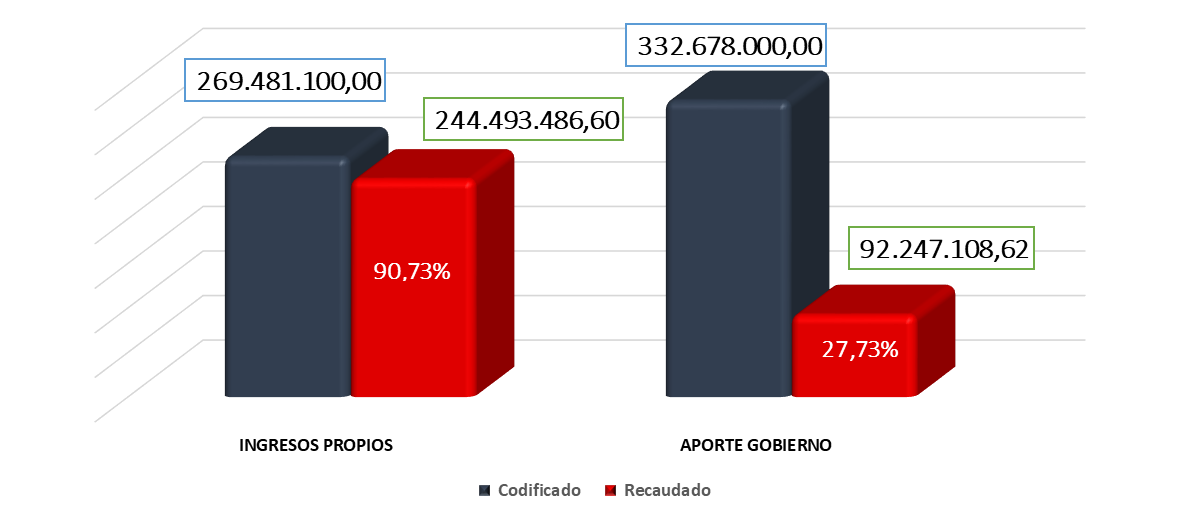 332.678.000,00
269.481.100,00
244.493.486,60
92.247.108,62
90,73%
27,73%
INGRESOS PROPIOS
APORTE GOBIERNO
Codificado
Recaudado